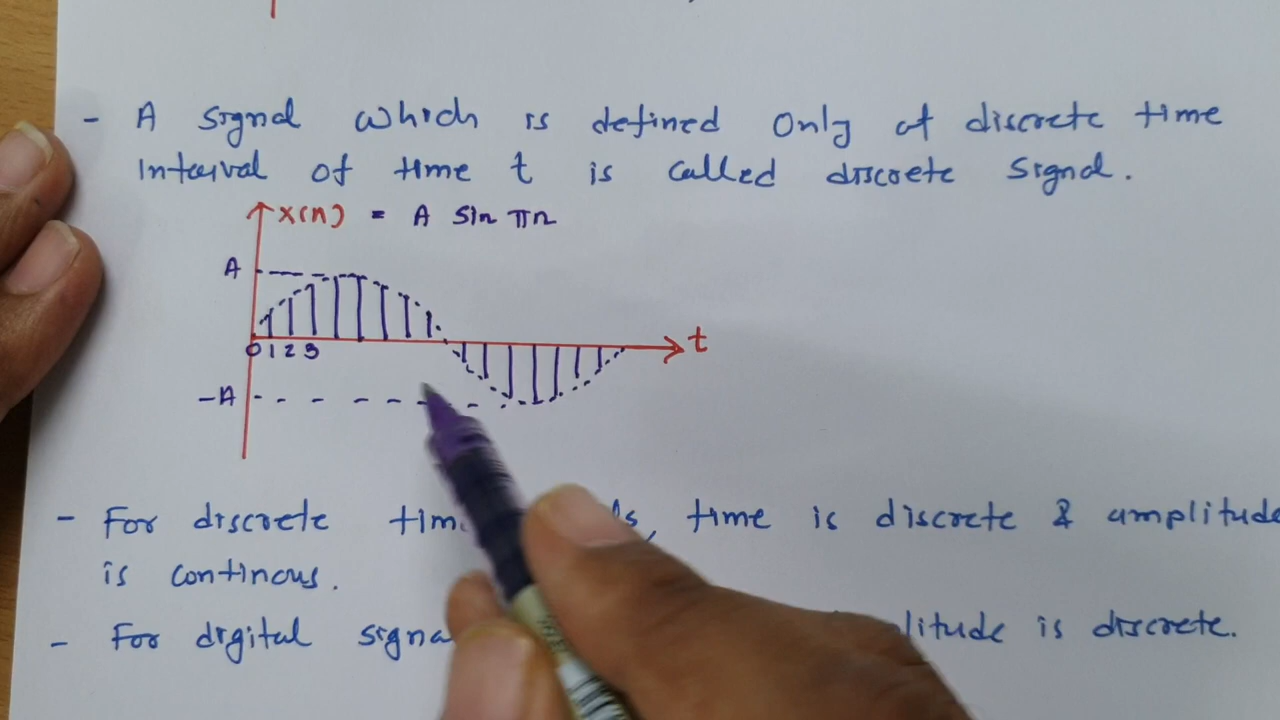 - A signal which is defined only at discrete time
interval of time t is called discrete signal.
x(n) = A sin πn
A
t
0 1 2 3
-A
- For discrete time, time is discrete & amplitude
is continous.
- For digital signa amplitude is discrete.